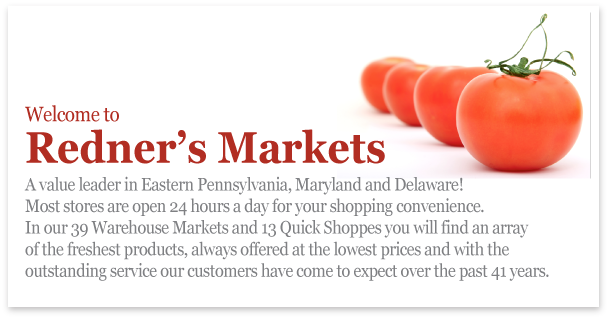 Welcome to
Redner's Markets
A value leader in Eastern Pennsylvania, Maryland and Delaware!
Most stores are open 24 hours a day for your shopping convenience.
In our 39 Warehouse Markets and 13 Quick Shoppes you will find an array
of the freshest products, always offered at the lowest prices and with the
outstanding service our customers have come to expect over the past 41 years.